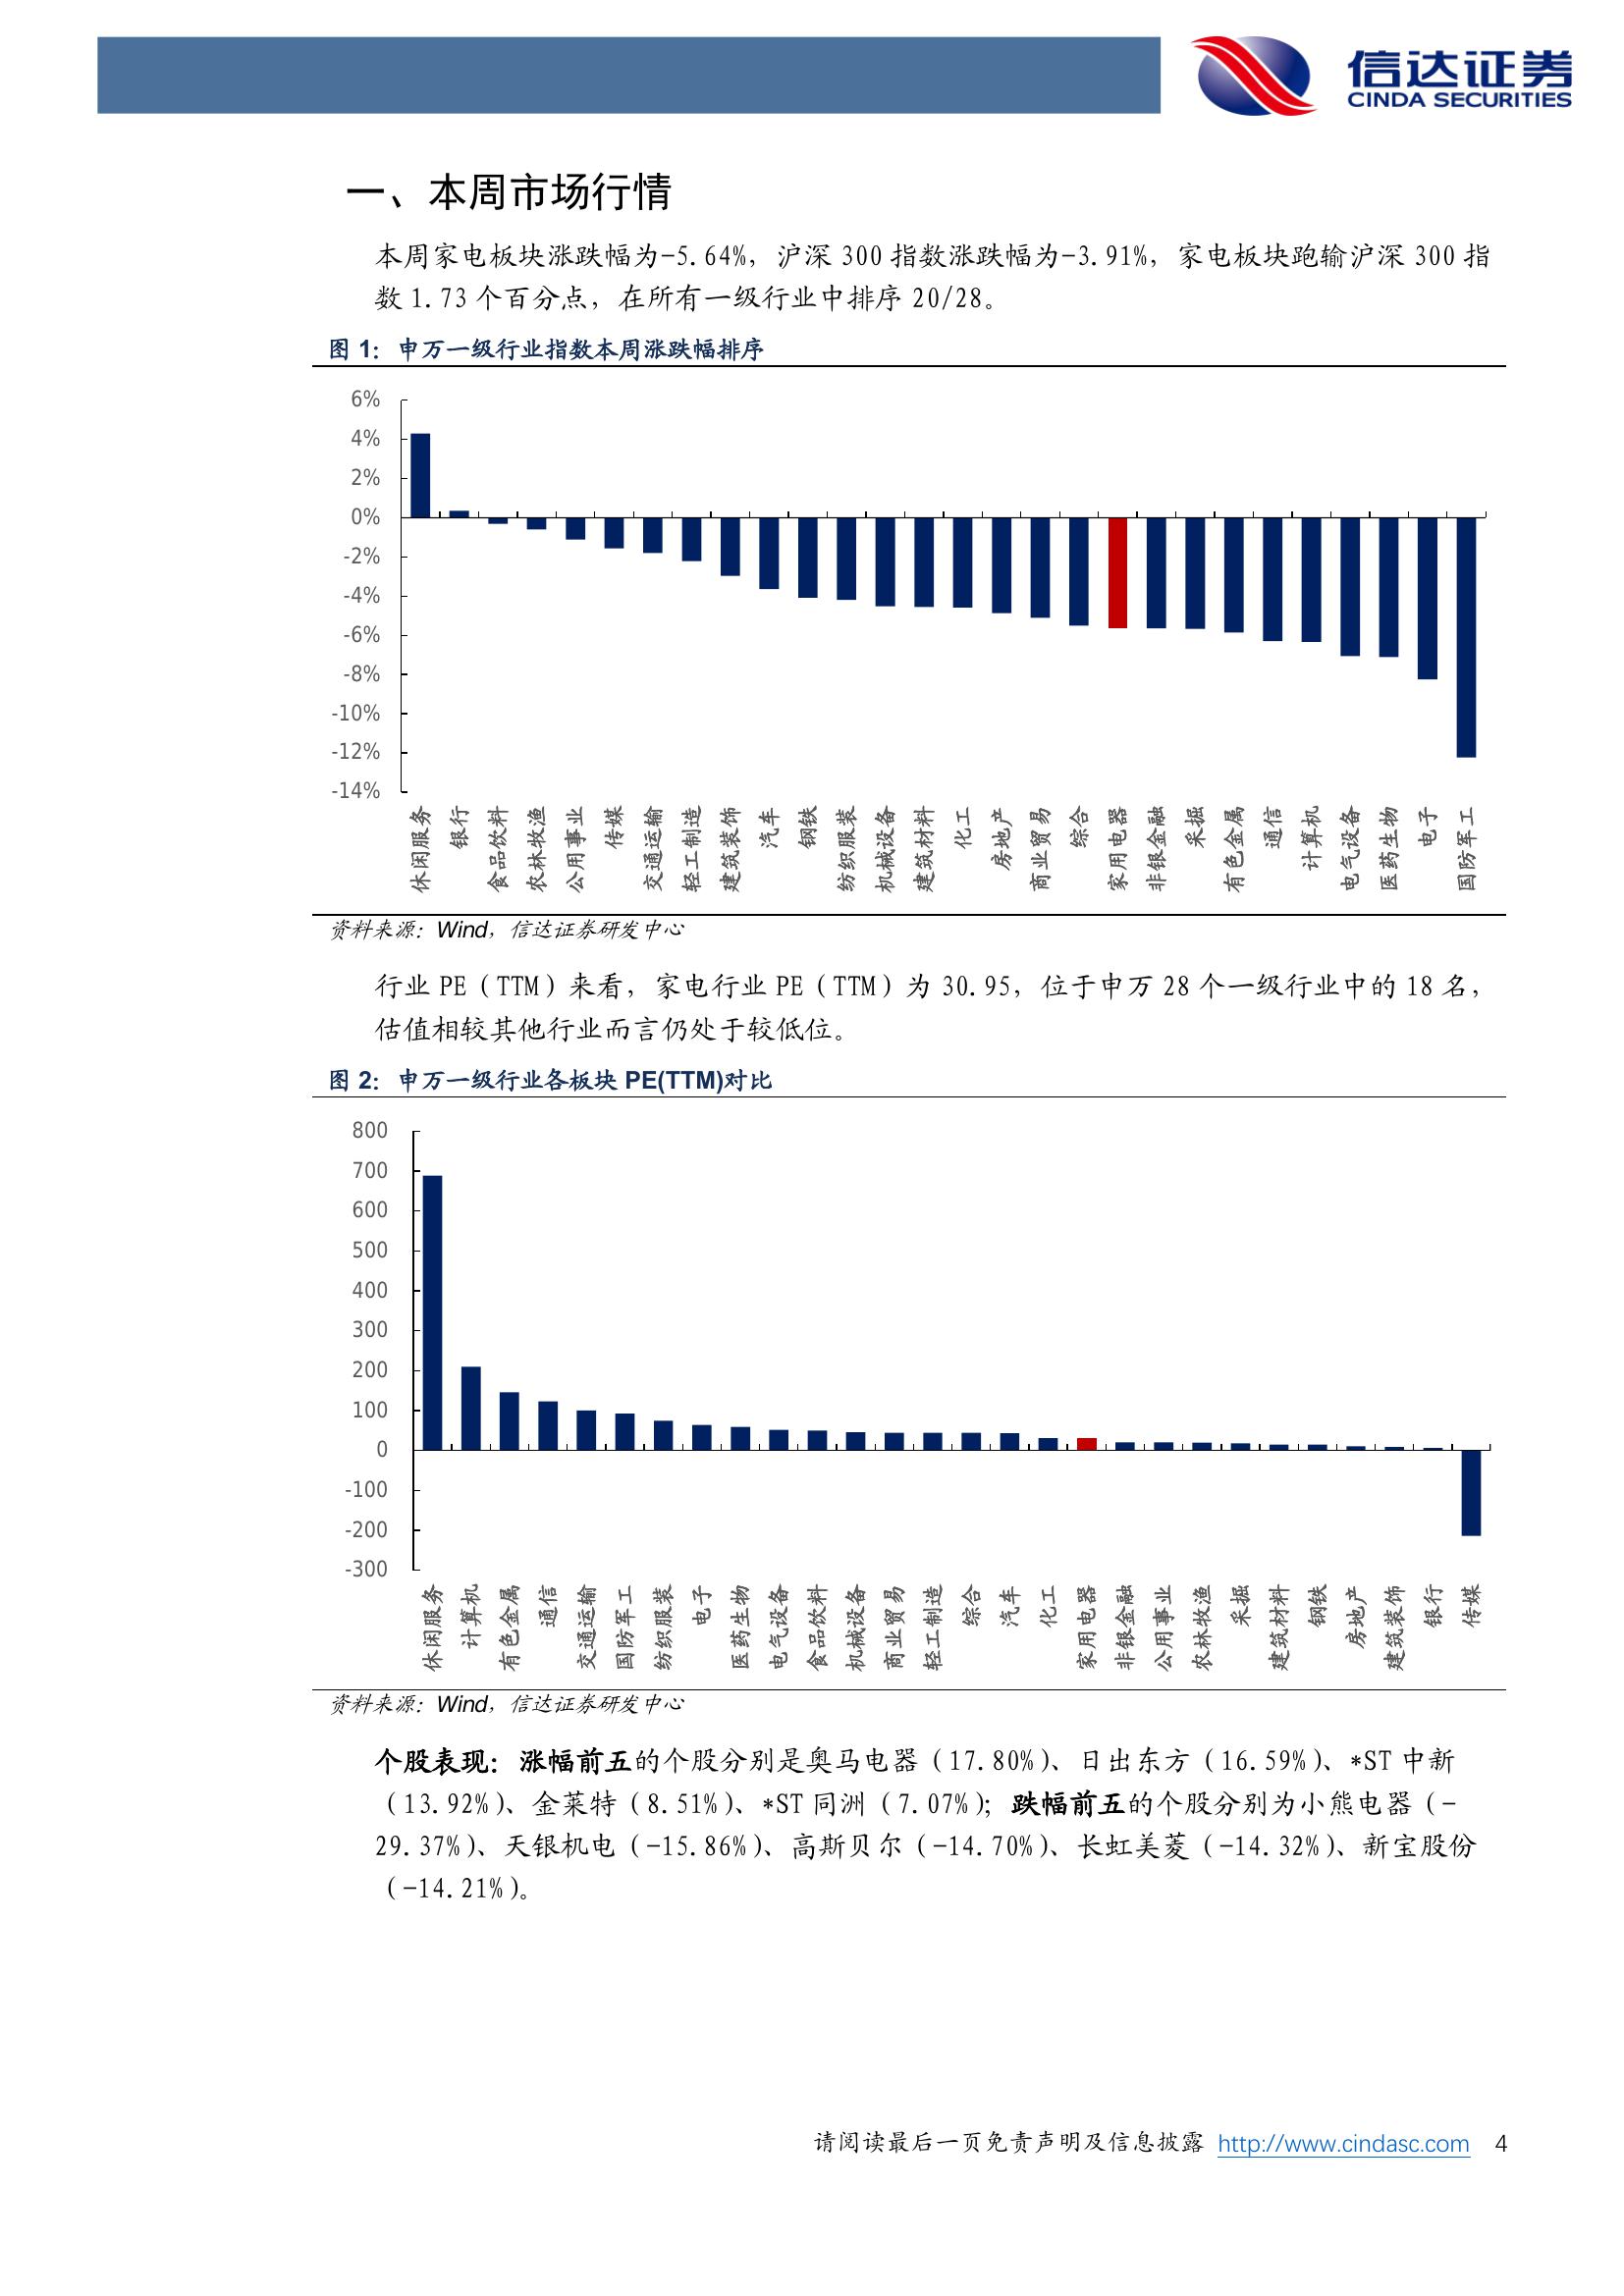 信达证券
CINDA SECURITIES
一、本周市场行情
本周家电板块涨跌幅为-5.64%，沪深 300 指数涨跌幅为-3.91%，家电板块跑输沪深 300 指
数 1.73 个百分点，在所有一级行业中排序 20/28。
图 1：申万一级行业指数本周涨跌幅排序
6%
4%
2%
0%
-2%
-4%
-6%
-8%
-10%
-12%
-14%
休闲服务
银行
食品饮料
农林牧渔
公用事业
传媒
交通运输
轻工制造
建筑装饰
汽车
钢铁
纺织服装
机械设备
建筑材料
化工
房地产
商业贸易
综合
家用电器
非银金融
采掘
有色金属
通信
计算机
电气设备
医药生物
电子
国防军工
资料来源：Wind，信达证券研发中心
行业 PE（TTM）来看，家电行业 PE（TTM）为 30.95，位于申万 28 个一级行业中的 18 名，
估值相较其他行业而言仍处于较低位。
图 2：申万一级行业各板块 PE(TTM)对比
800
700
600
500
400
300
200
100
0
-100
-200
-300
休闲服务
计算机
有色金属
通信
交通运输
国防军工
纺织服装
电子
医药生物
电气设备
食品饮料
机械设备
商业贸易
轻工制造
综合
汽车
化工
家用电器
非银金融
公用事业
农林牧渔
采掘
建筑材料
钢铁
房地产
建筑装饰
银行
传媒
资料来源：Wind，信达证券研发中心
个股表现：涨幅前五的个股分别是奥马电器（17.80%）、日出东方（16.59%）、*ST 中新
（13.92%）、金莱特（8.51%）、*ST 同洲（7.07%）；跌幅前五的个股分别为小熊电器（-
29.37%）、天银机电（-15.86%）、高斯贝尔（-14.70%）、长虹美菱（-14.32%）、新宝股份
（-14.21%）。
请阅读最后一页免责声明及信息披露 http://www.cindasc.com 4